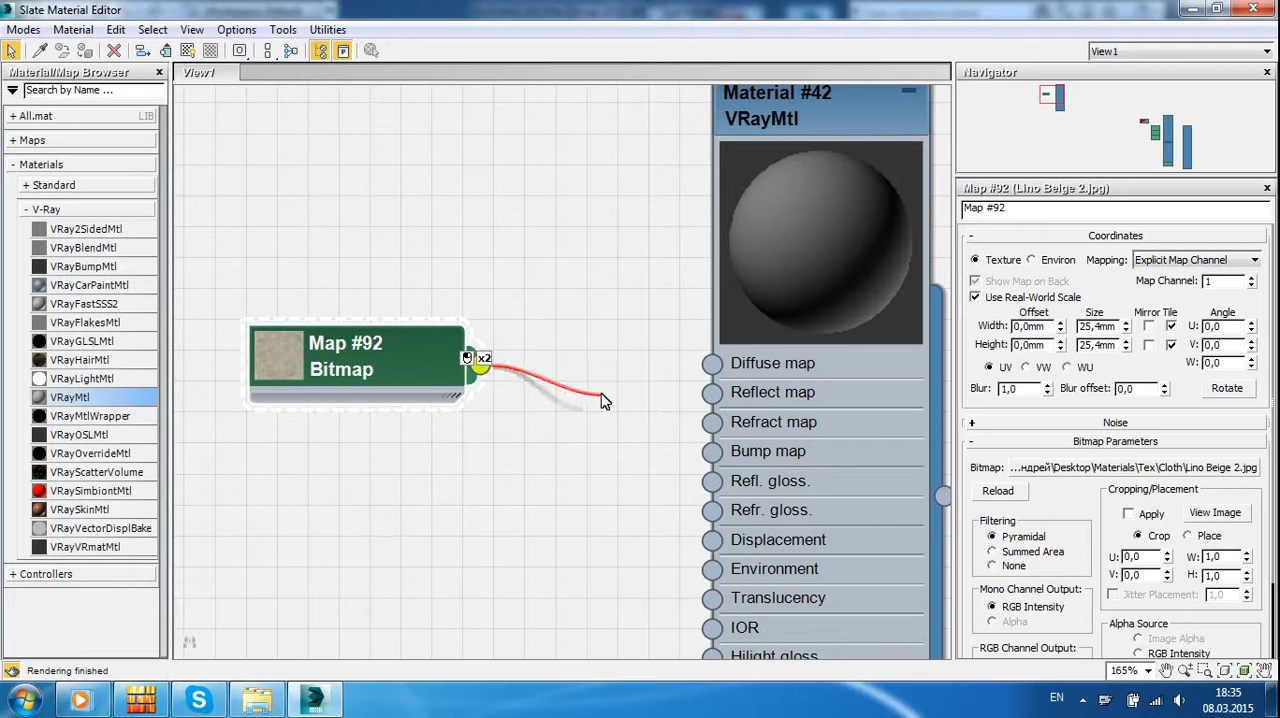 Slate Material Editor
Modes Material Edit Select View Options Tools Utilities
View1
Material/Map Browser
Search by Name ...
+ All.mat LIB
+ Maps
- Materials
+ Standard
- V-Ray
VRay2SidedMtl
VRayBlendMtl
VRayBumpMtl
VRayCarPaintMtl
VRayFastSSS2
VRayFlakesMtl
VRayGLSLMtl
VRayHairMtl
VRayLightMtl
VRayMtl
VRayMtlWrapper
VRayOSLMtl
VRayOverrideMtl
VRayScatterVolume
VRaySimbiontMtl
VRaySkinMtl
VRayVectorDisplBake
VRayVRmatMtl
+ Controllers
View1
Map #92
Bitmap
x2
Material #42
VRayMtl
Diffuse map
Reflect map
Refract map
Bump map
Refl. gloss.
Refr. gloss.
Displacement
Environment
Translucency
IOR
Hilight gloss
Navigator
Map #92 (Lino Beige 2.jpg)
Map #92
- Coordinates
Texture Environ Mapping: Explicit Map Channel
Show Map on Back Map Channel: 1
Use Real-World Scale
Offset Size Mirror Tile Angle
Width: 0,0mm 25,4mm U: 0,0
Height: 0,0mm 25,4mm V: 0,0
UV VW WU W: 0,0
Blur: 1,0 Blur offset: 0,0 Rotate
+ Noise
- Bitmap Parameters
Bitmap: ...ндрей\Desktop\Materials\Tex\Cloth\Lino Beige 2.jpg
Reload
Cropping/Placement
Apply View Image
Crop Place
U: 0,0 W: 1,0
V: 0,0 H: 1,0
Jitter Placement: 1,0
Filtering
Pyramidal
Summed Area
None
Mono Channel Output:
RGB Intensity
Alpha
RGB Channel Output:
Alpha Source
Image Alpha
RGB Intensity
Rendering finished
165%
EN
18:35
08.03.2015